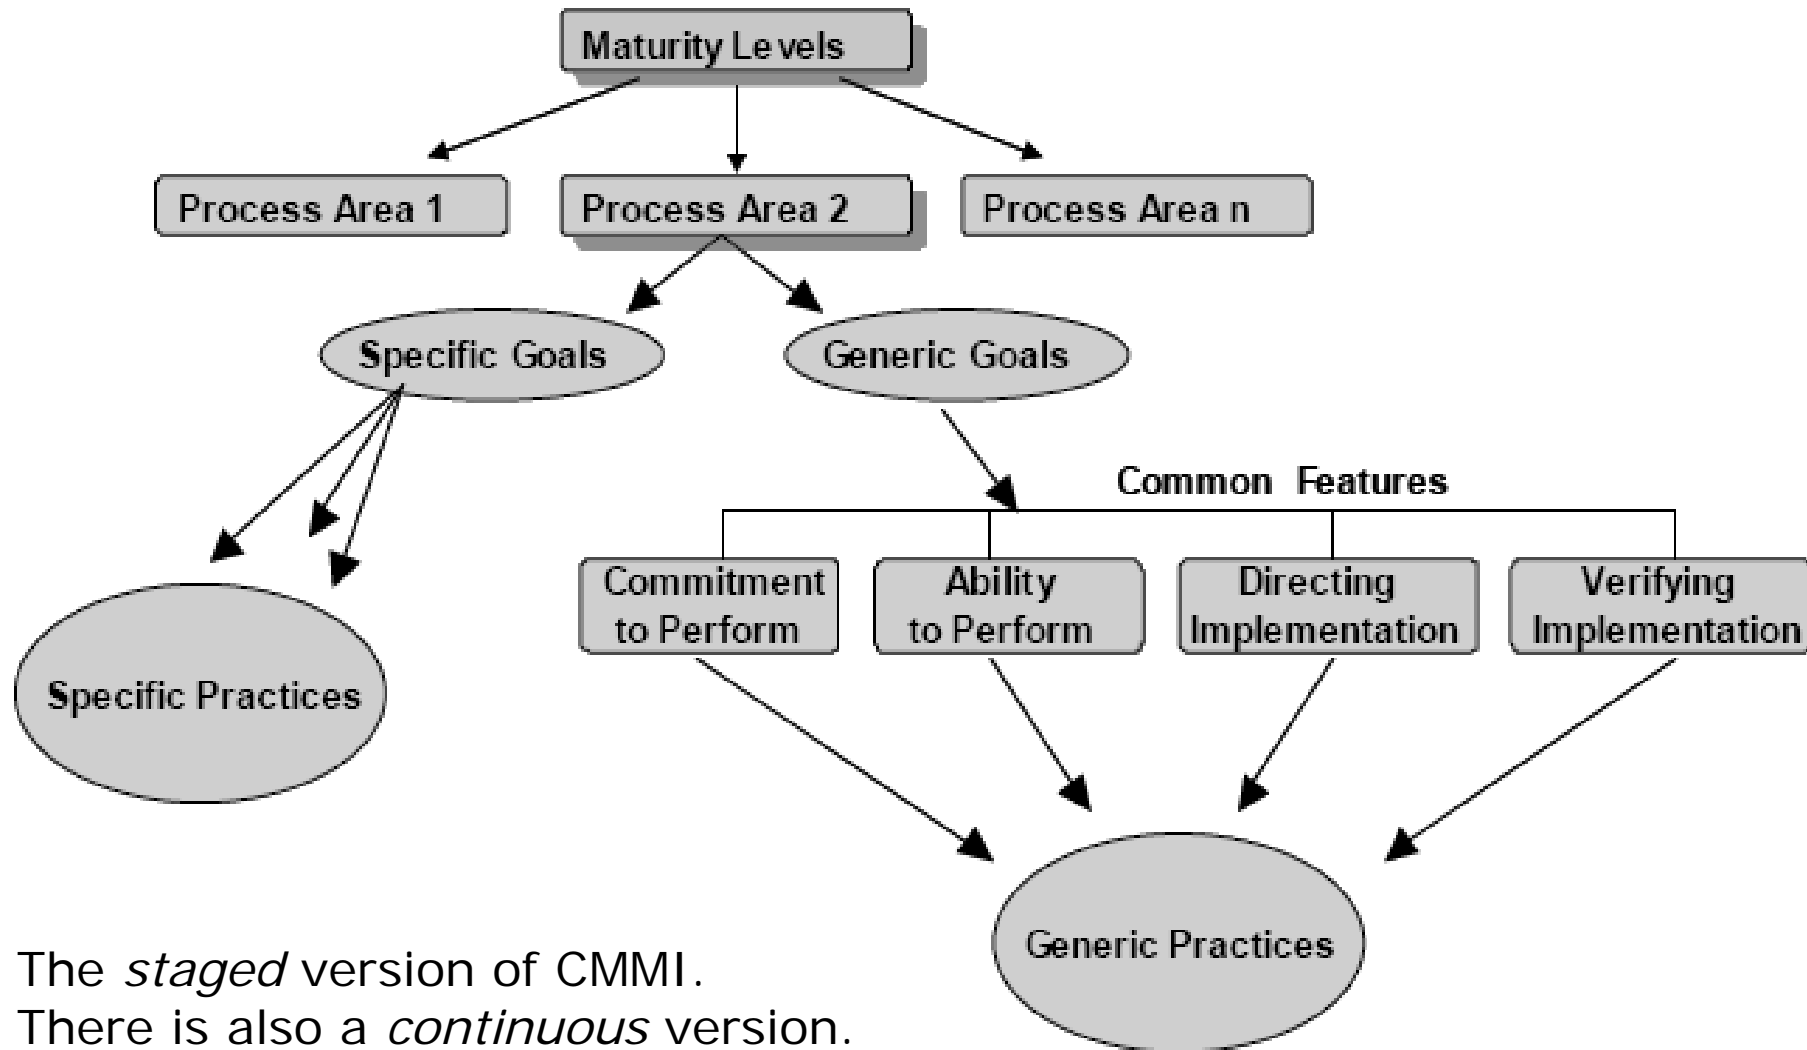 Maturity Levels
Process Area 1
Process Area 2
Process Area n
Specific Goals
Generic Goals
Common Features
Commitment
to Perform
Ability
to Perform
Directing
Implementation
Verifying
Implementation
Specific Practices
Generic Practices
The staged version of CMMI.
There is also a continuous version.